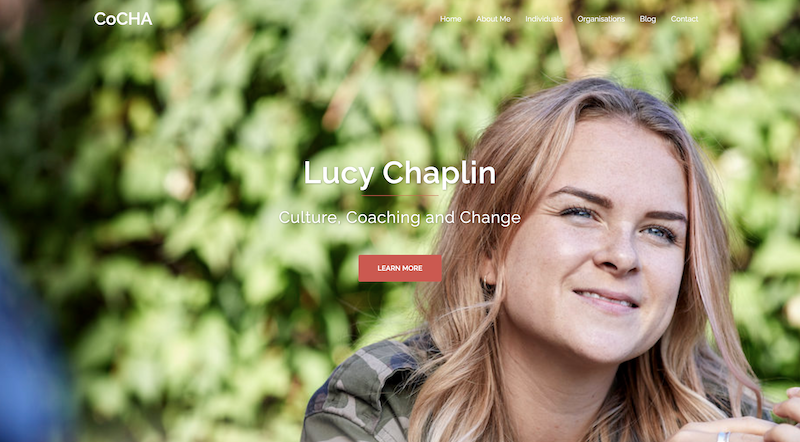 CoCHA
Home About Me Individuals Organisations Blog Contact
Lucy Chaplin
Culture, Coaching and Change
LEARN MORE